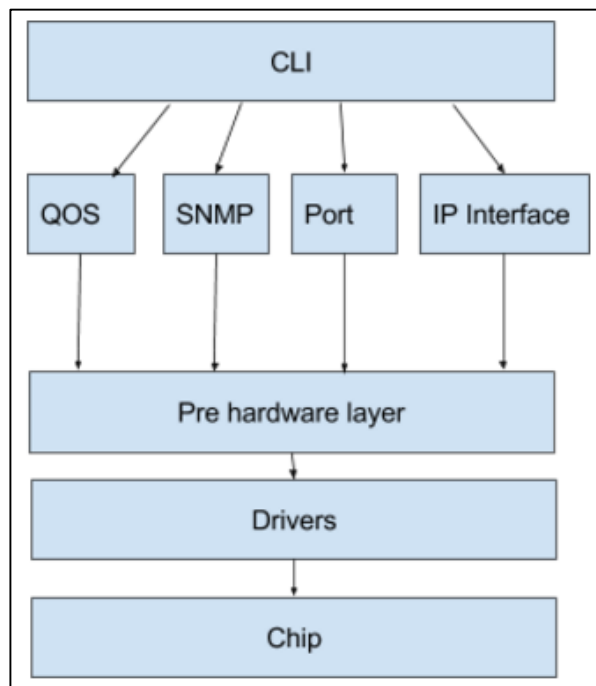 CLI
QOS
SNMP
Port
IP Interface
Pre hardware layer
Drivers
Chip